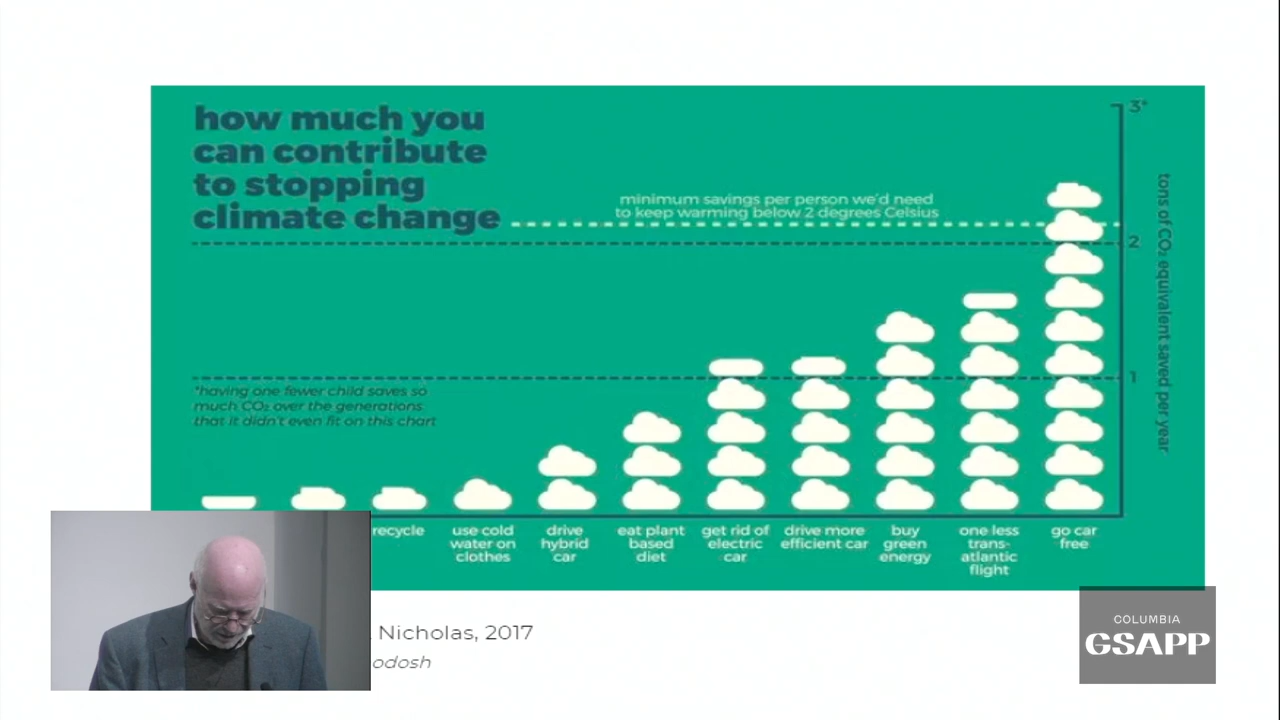 how much you
can contribute
to stopping
climate change
3*
minimum savings per person we'd need
to keep warming below 2 degrees Celsius
2
tons of CO₂ equivalent saved per year
1
*having one fewer child saves so
much CO₂ over the generations
that it didn't even fit on this chart
recycle
use cold
water on
clothes
drive
hybrid
car
eat plant
based
diet
get rid of
electric
car
drive more
efficient car
buy
green
energy
one less
trans-
atlantic
flight
go car
free
Nicholas, 2017
odosh
COLUMBIA
GSAPP